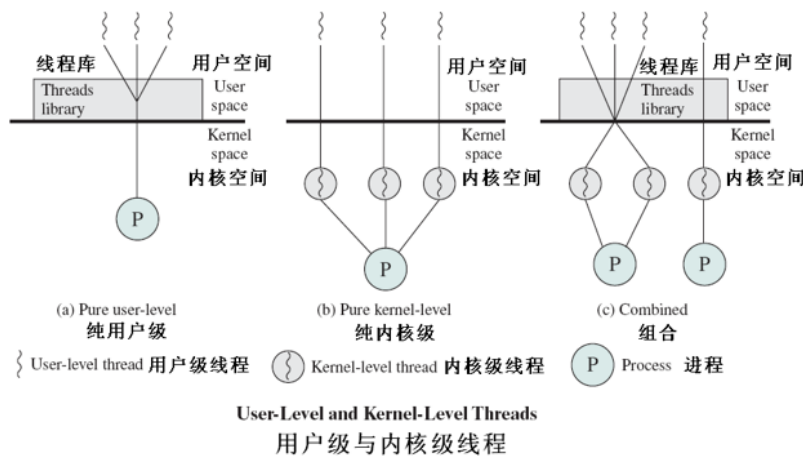 线程库
Threads
library
用户空间
User
space
Kernel
space
内核空间
P
(a) Pure user-level
纯用户级
用户空间
User
space
Kernel
space
内核空间
P
(b) Pure kernel-level
纯内核级
线程库
Threads
library
用户空间
User
space
Kernel
space
内核空间
P
P
(c) Combined
组合
User-level thread 用户级线程
Kernel-level thread 内核级线程
P Process 进程
User-Level and Kernel-Level Threads
用户级与内核级线程